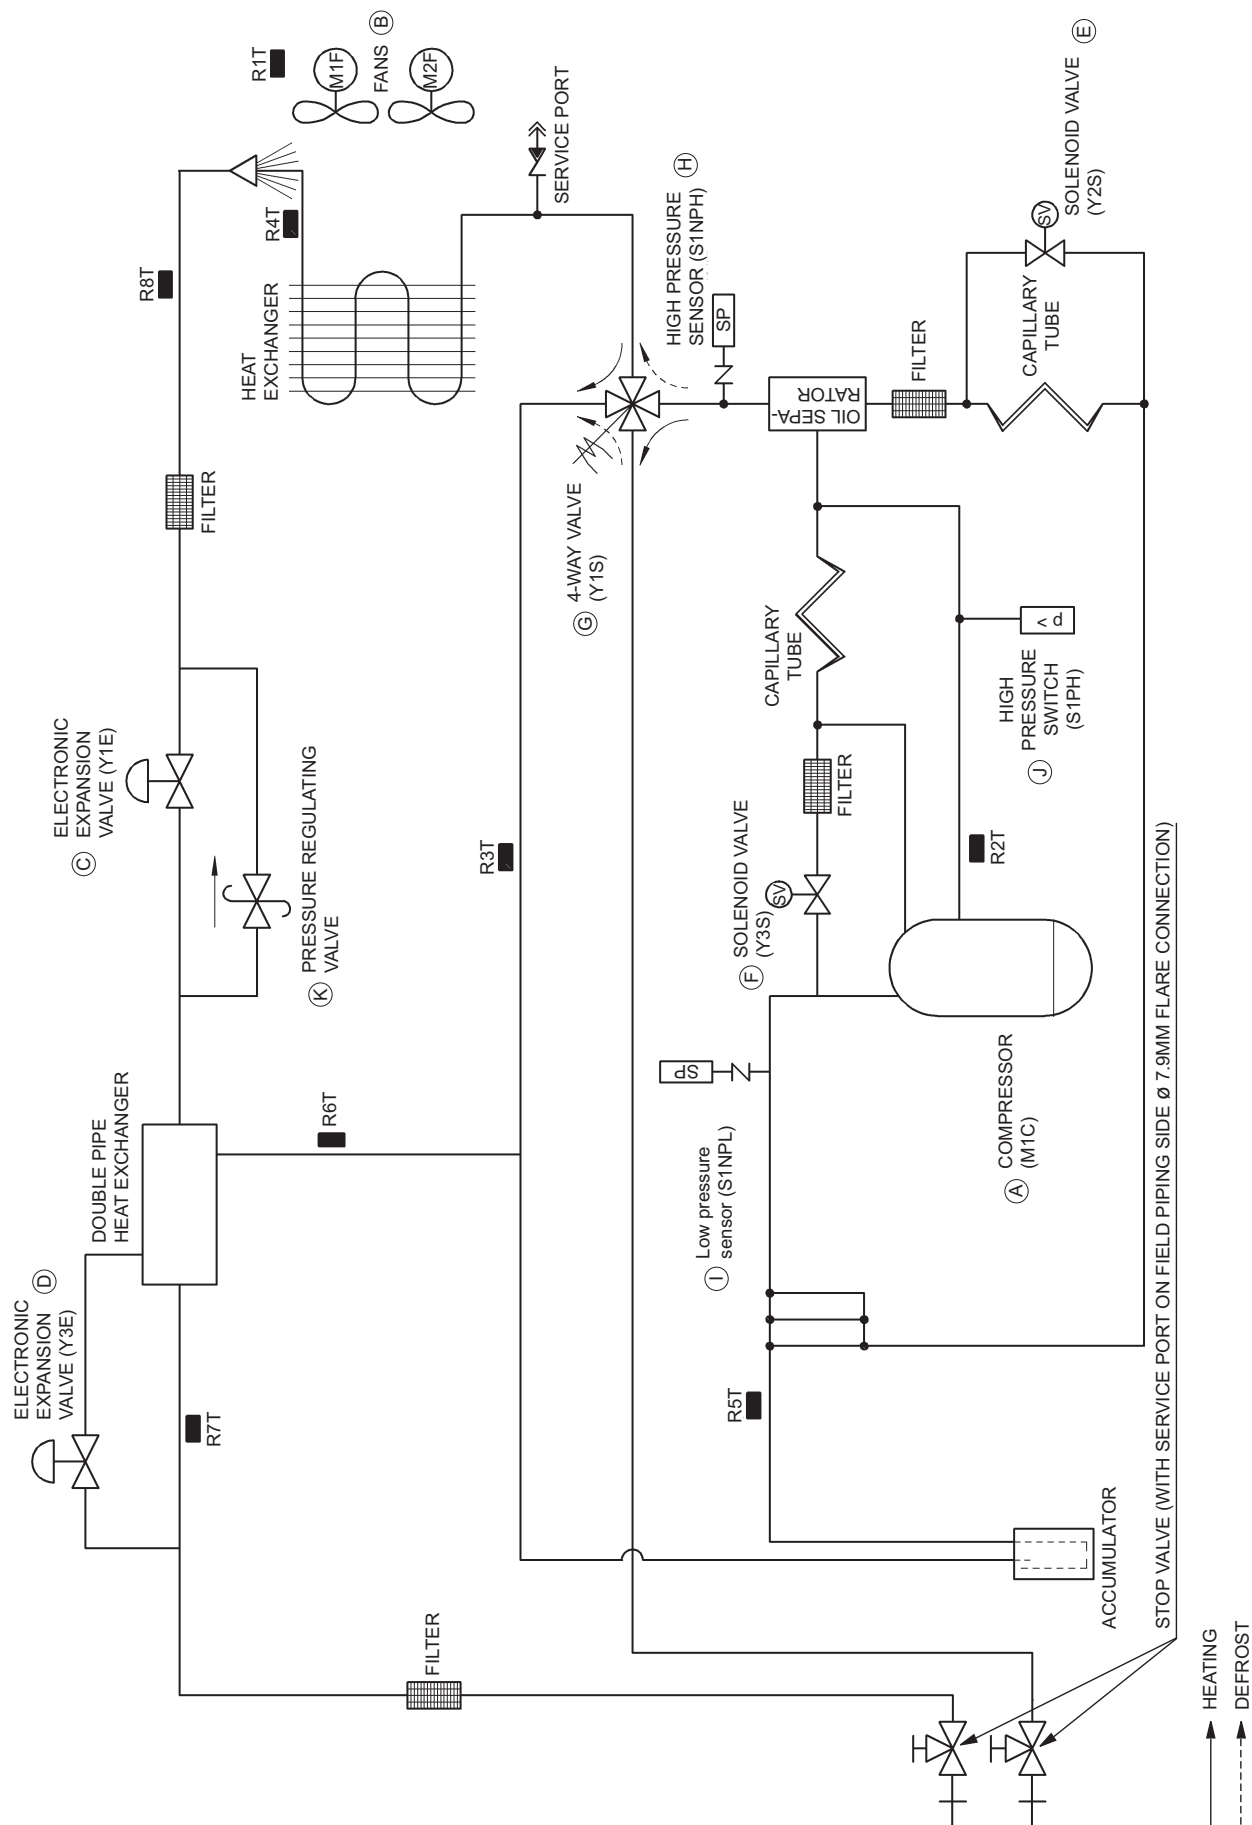 R1T
M1F
FANS
B
M2F
R4T
R8T
HEAT
EXCHANGER
SERVICE PORT
FILTER
HIGH PRESSURE
SENSOR (S1NPH)
H
SP
SOLENOID VALVE
(Y2S)
E
SV
CAPILLARY
TUBE
FILTER
OIL SEPA-
RATOR
G
4-WAY VALVE
(Y1S)
CAPILLARY
TUBE
p >
J
HIGH
PRESSURE
SWITCH
(S1PH)
C
ELECTRONIC
EXPANSION
VALVE (Y1E)
K
PRESSURE REGULATING
VALVE
R3T
F
SOLENOID VALVE
(Y3S)
SV
FILTER
R2T
DOUBLE PIPE
HEAT EXCHANGER
R6T
SP
I
Low pressure
sensor (S1NPL)
A
COMPRESSOR
(M1C)
ELECTRONIC
EXPANSION
VALVE (Y3E)
D
R7T
R5T
FILTER
ACCUMULATOR
STOP VALVE (WITH SERVICE PORT ON FIELD PIPING SIDE ø 7.9MM FLARE CONNECTION)
HEATING
DEFROST